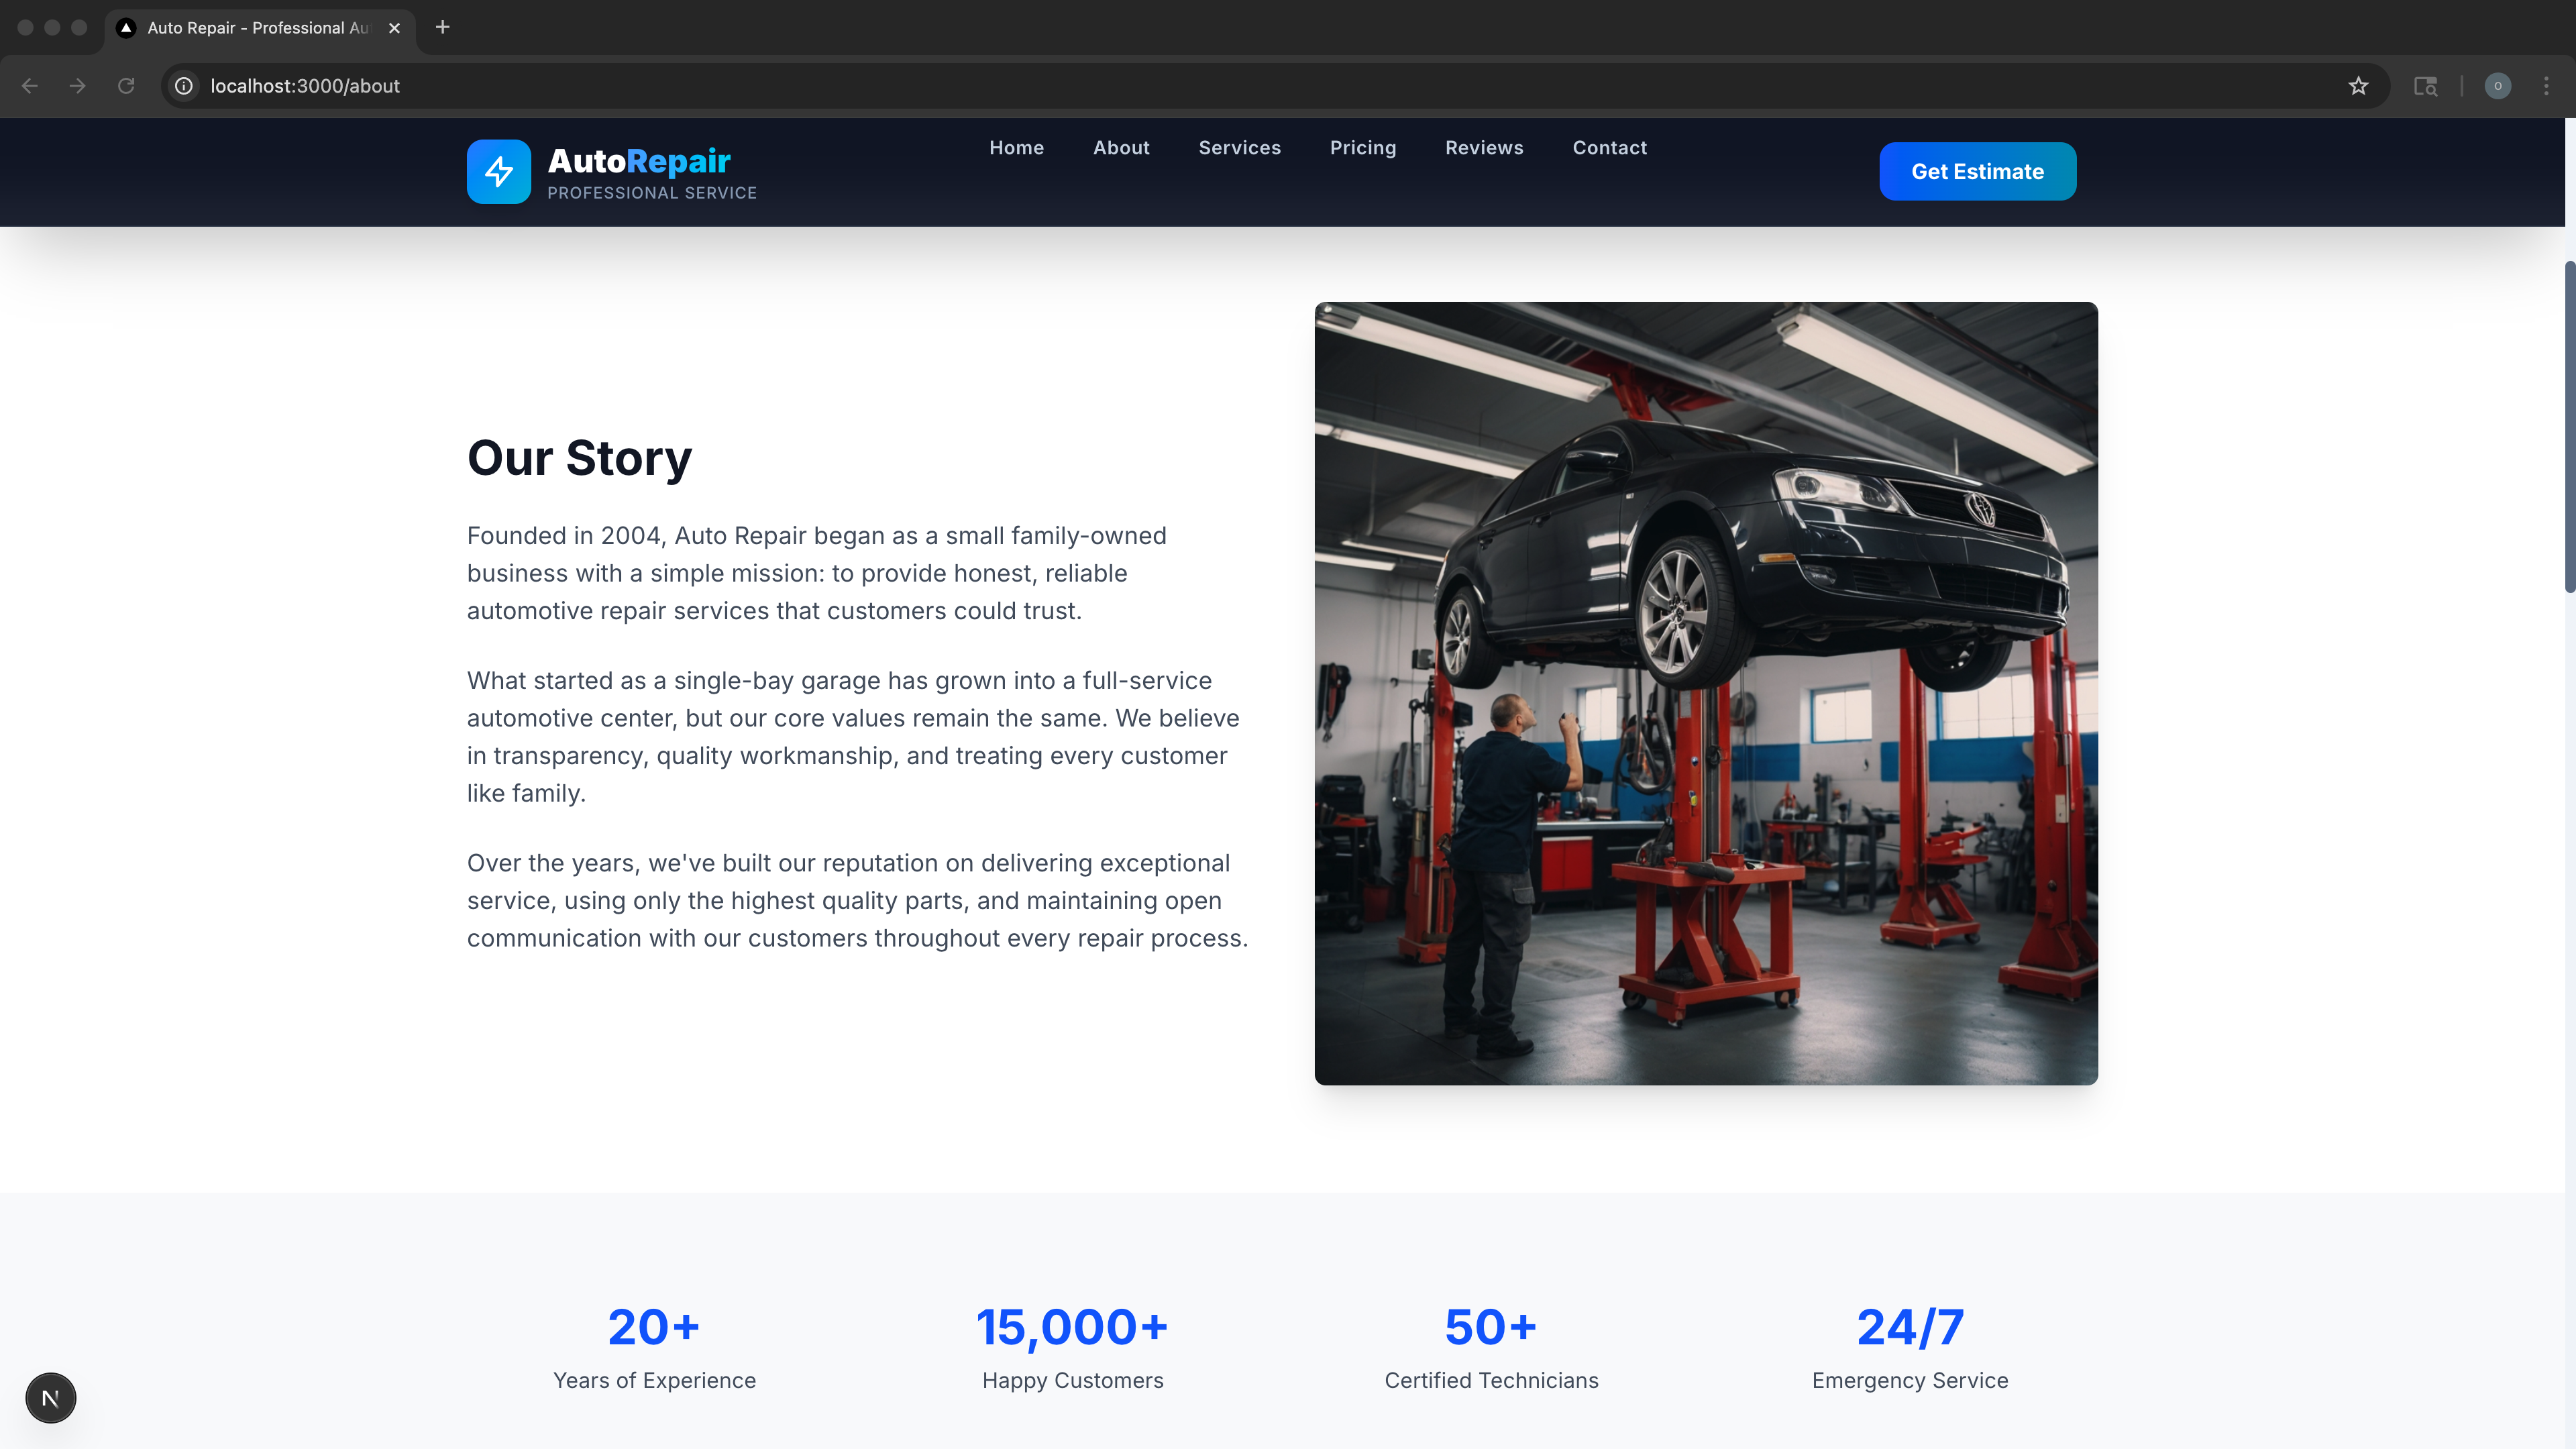 Auto Repair - Professional Au
localhost:3000/about
AutoRepair
PROFESSIONAL SERVICE
Home About Services Pricing Reviews Contact
Get Estimate
Our Story
Founded in 2004, Auto Repair began as a small family-owned
business with a simple mission: to provide honest, reliable
automotive repair services that customers could trust.
What started as a single-bay garage has grown into a full-service
automotive center, but our core values remain the same. We believe
in transparency, quality workmanship, and treating every customer
like family.
Over the years, we've built our reputation on delivering exceptional
service, using only the highest quality parts, and maintaining open
communication with our customers throughout every repair process.
20+ 15,000+ 50+ 24/7
Years of Experience Happy Customers Certified Technicians Emergency Service
N